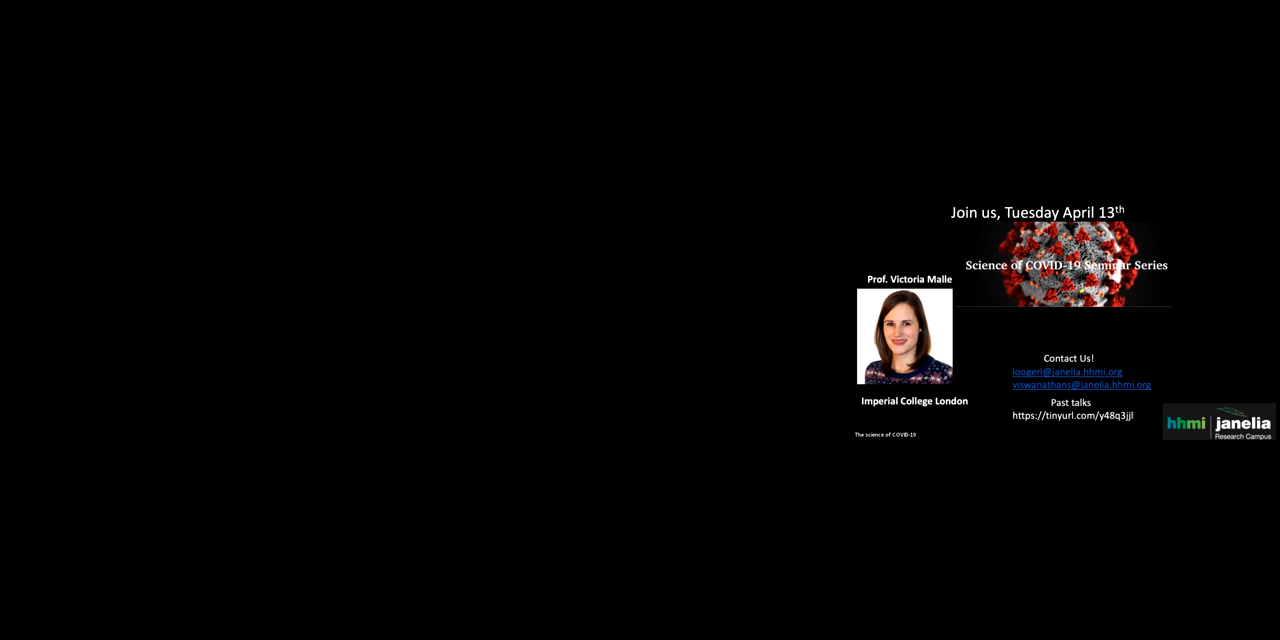 Join us, Tuesday April 13th
Science of COVID-19 Seminar Series
Prof. Victoria Malle
Imperial College London
Contact Us!
loogerl@janelia.hhmi.org
viswanathans@janelia.hhmi.org
Past talks
https://tinyurl.com/y48q3jjl
The science of COVID-19
hhmi | janelia
Research Campus